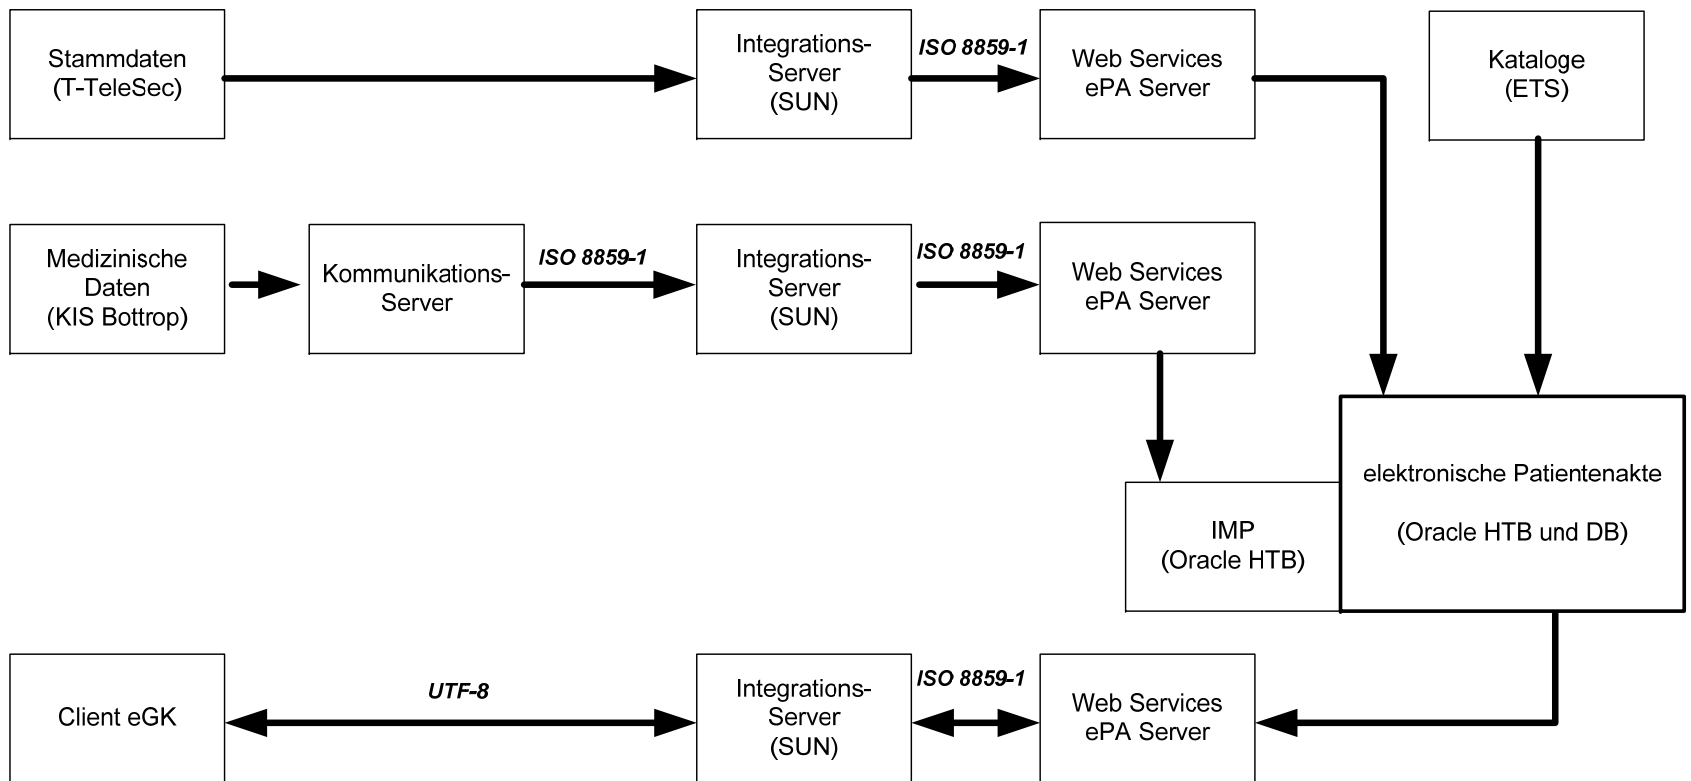 Stammdaten
(T-TeleSec)
Integrations-
Server
(SUN)
ISO 8859-1
Web Services
ePA Server
Kataloge
(ETS)
Medizinische
Daten
(KIS Bottrop)
Kommunikations-
Server
ISO 8859-1
Integrations-
Server
(SUN)
ISO 8859-1
Web Services
ePA Server
IMP
(Oracle HTB)
elektronische Patientenakte
(Oracle HTB und DB)
Client eGK
UTF-8
Integrations-
Server
(SUN)
ISO 8859-1
Web Services
ePA Server